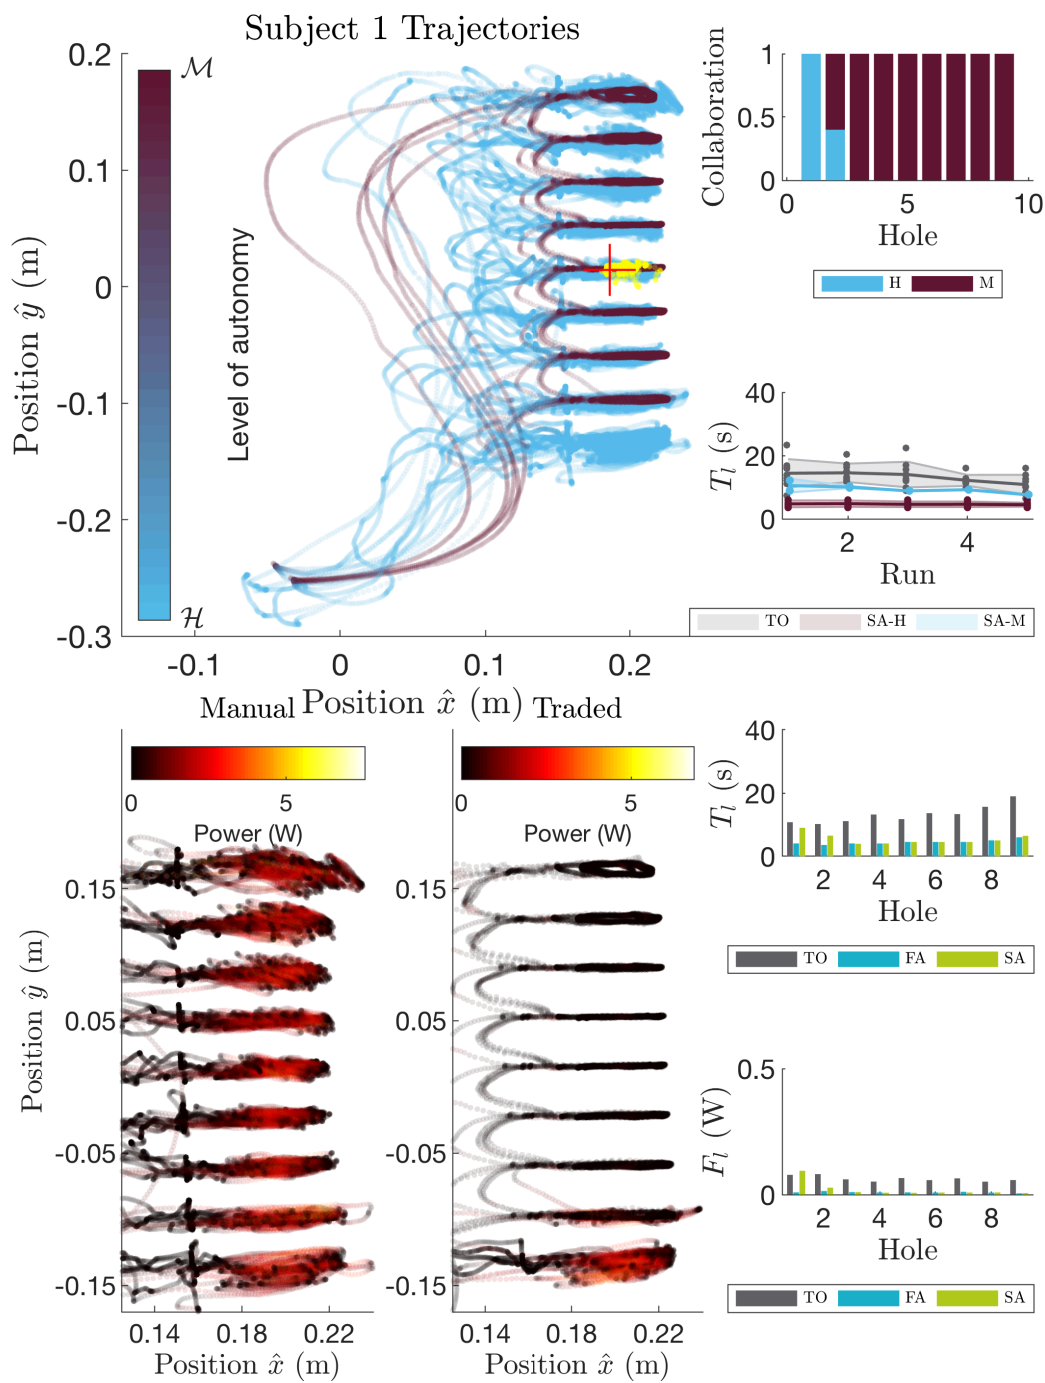 Subject 1 Trajectories
0.2
0.1
0
-0.1
-0.2
-0.3
Position ŷ (m)
ℳ
ℋ
Level of autonomy
-0.1
0
0.1
0.2
Position x̂ (m)
Collaboration
1
0.5
0
0
5
10
Hole
H
M
T_l (s)
40
20
0
2
4
Run
TO
SA-H
SA-M
Manual
0
5
Power (W)
Position ŷ (m)
0.15
0.05
-0.05
-0.15
0.14
0.18
0.22
Position x̂ (m)
Traded
0
5
Power (W)
0.15
0.05
-0.05
-0.15
0.14
0.18
0.22
Position x̂ (m)
T_l (s)
40
20
0
2
4
6
8
Hole
TO
FA
SA
F_l (W)
0.5
0
2
4
6
8
Hole
TO
FA
SA